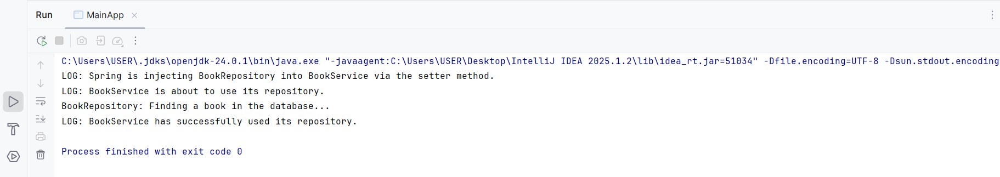 Run MainApp
C:\Users\USER\.jdks\openjdk-24.0.1\bin\java.exe "-javaagent:C:\Users\USER\Desktop\IntelliJ IDEA 2025.1.2\lib\idea_rt.jar=51034" -Dfile.encoding=UTF-8 -Dsun.stdout.encoding
LOG: Spring is injecting BookRepository into BookService via the setter method.
LOG: BookService is about to use its repository.
BookRepository: Finding a book in the database...
LOG: BookService has successfully used its repository.
Process finished with exit code 0